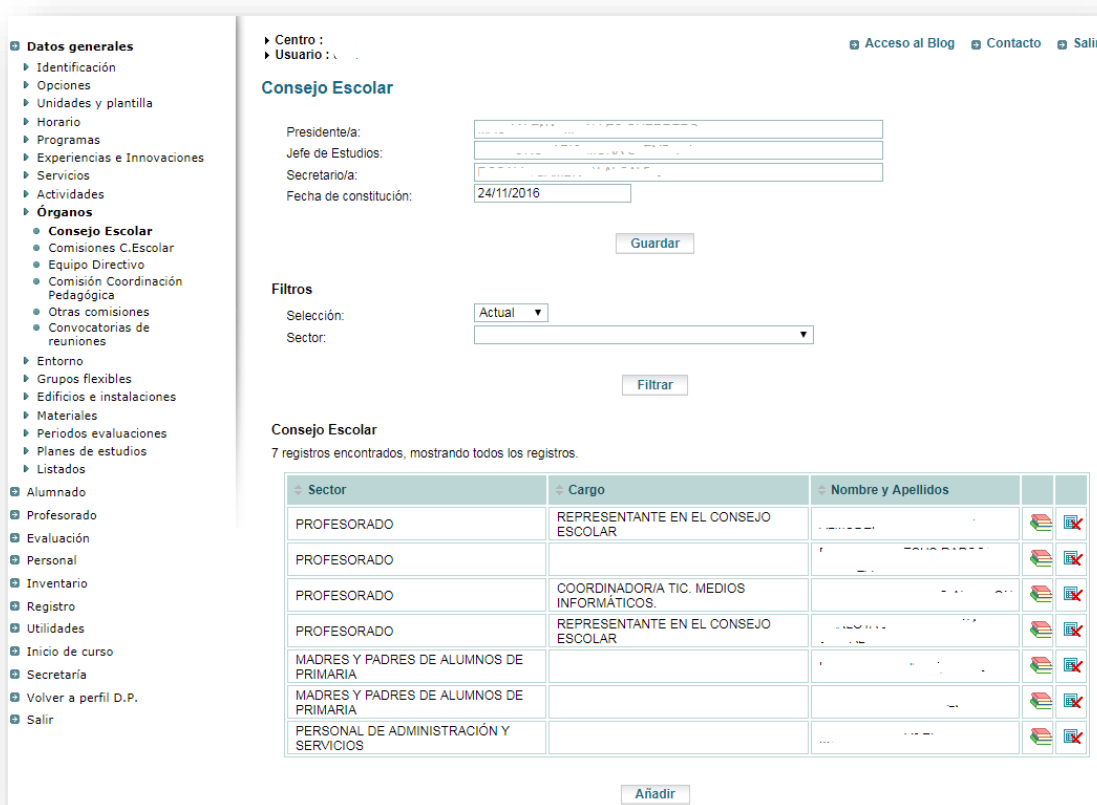 Datos generales
Identificación
Opciones
Unidades y plantilla
Horario
Programas
Experiencias e Innovaciones
Servicios
Actividades
Órganos
Consejo Escolar
Comisiones C.Escolar
Equipo Directivo
Comisión Coordinación
Pedagógica
Otras comisiones
Convocatorias de
reuniones
Entorno
Grupos flexibles
Edificios e instalaciones
Materiales
Periodos evaluaciones
Planes de estudios
Listados
Alumnado
Profesorado
Evaluación
Personal
Inventario
Registro
Utilidades
Inicio de curso
Secretaría
Volver a perfil D.P.
Salir
Centro :
Usuario :
Acceso al Blog Contacto Salir
Consejo Escolar
Presidente/a:
Jefe de Estudios:
Secretario/a:
Fecha de constitución: 24/11/2016
Guardar
Filtros
Selección: Actual
Sector:
Filtrar
Consejo Escolar
7 registros encontrados, mostrando todos los registros.
Sector Cargo Nombre y Apellidos
PROFESORADO REPRESENTANTE EN EL CONSEJO
ESCOLAR
PROFESORADO
PROFESORADO COORDINADOR/A TIC. MEDIOS
INFORMÁTICOS.
PROFESORADO REPRESENTANTE EN EL CONSEJO
ESCOLAR
MADRES Y PADRES DE ALUMNOS DE
PRIMARIA
MADRES Y PADRES DE ALUMNOS DE
PRIMARIA
PERSONAL DE ADMINISTRACIÓN Y
SERVICIOS
Añadir